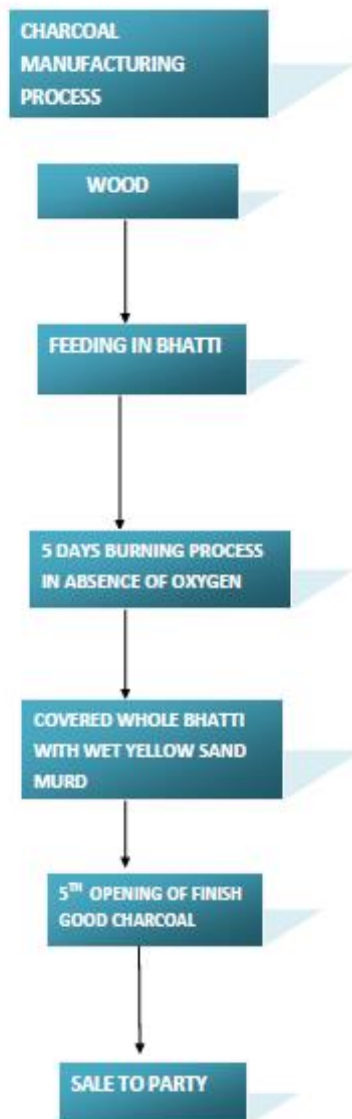 CHARCOAL
MANUFACTURING
PROCESS
WOOD
FEEDING IN BHATTI
5 DAYS BURNING PROCESS
IN ABSENCE OF OXYGEN
COVERED WHOLE BHATTI
WITH WET YELLOW SAND
MURD
5TH OPENING OF FINISH
GOOD CHARCOAL
SALE TO PARTY